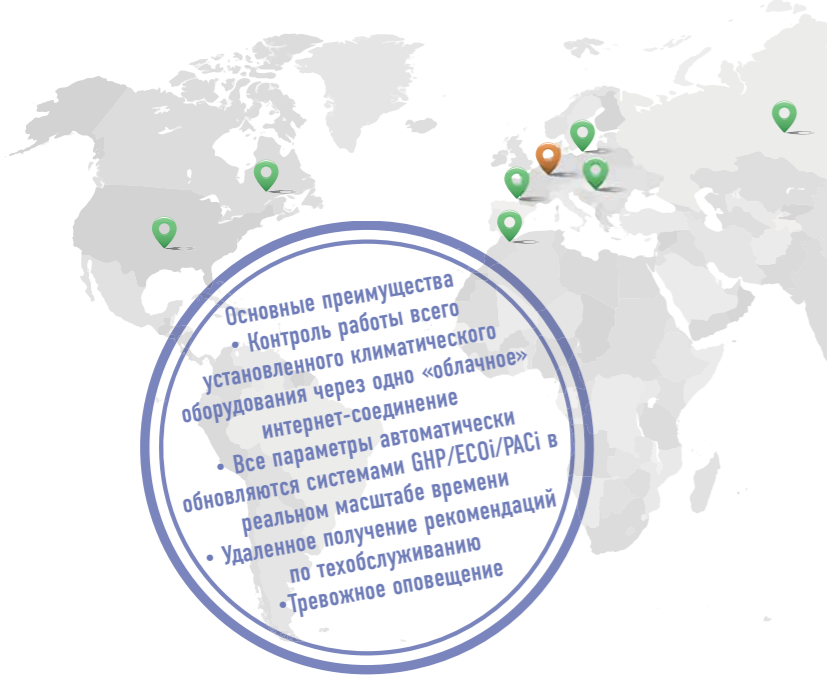 Основные преимущества
• Контроль работы всего
установленного климатического
оборудования через одно «облачное»
интернет-соединение
• Все параметры автоматически
обновляются системами GHP/ECOi/PACi в
реальном масштабе времени
• Удаленное получение рекомендаций
по техобслуживанию
•Тревожное оповещение